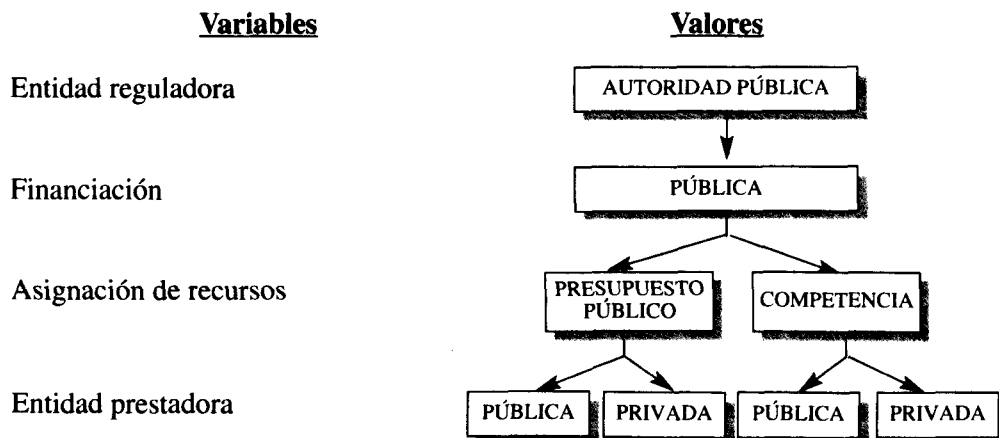 Variables Valores
Entidad reguladora AUTORIDAD PÚBLICA
Financiación PÚBLICA
Asignación de recursos PRESUPUESTO PÚBLICO COMPETENCIA
Entidad prestadora PÚBLICA PRIVADA PÚBLICA PRIVADA